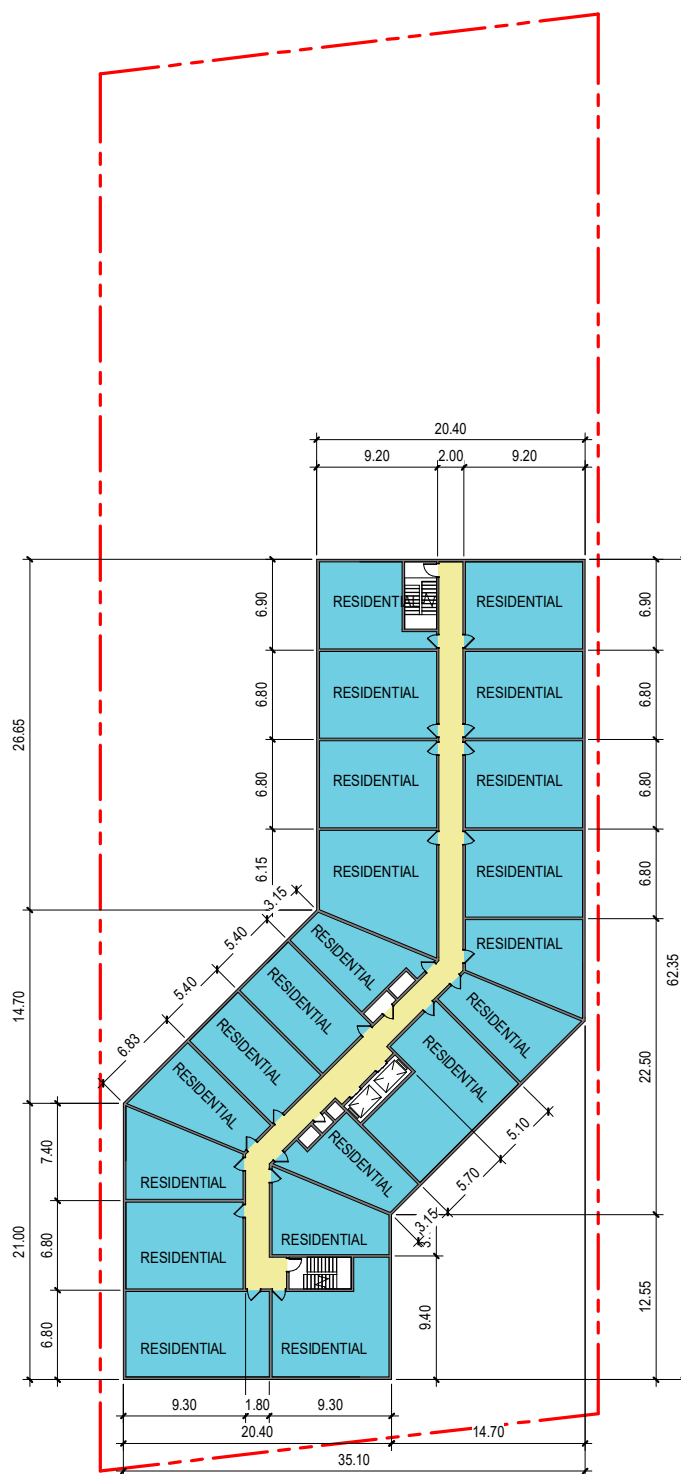 20.40
9.20 2.00 9.20
6.90
RESIDENTIAL
RESIDENTIAL
6.90
6.80
RESIDENTIAL
RESIDENTIAL
6.80
26.65
6.80
RESIDENTIAL
RESIDENTIAL
6.80
6.15
RESIDENTIAL
RESIDENTIAL
6.80
3.15
5.40
5.40
6.83
RESIDENTIAL
RESIDENTIAL
RESIDENTIAL
RESIDENTIAL
RESIDENTIAL
RESIDENTIAL
RESIDENTIAL
RESIDENTIAL
62.35
14.70
22.50
5.10
5.70
3.15
7.40
RESIDENTIAL
RESIDENTIAL
21.00
6.80
RESIDENTIAL
9.40
12.55
6.80
RESIDENTIAL
RESIDENTIAL
9.30 1.80 9.30
20.40 14.70
35.10